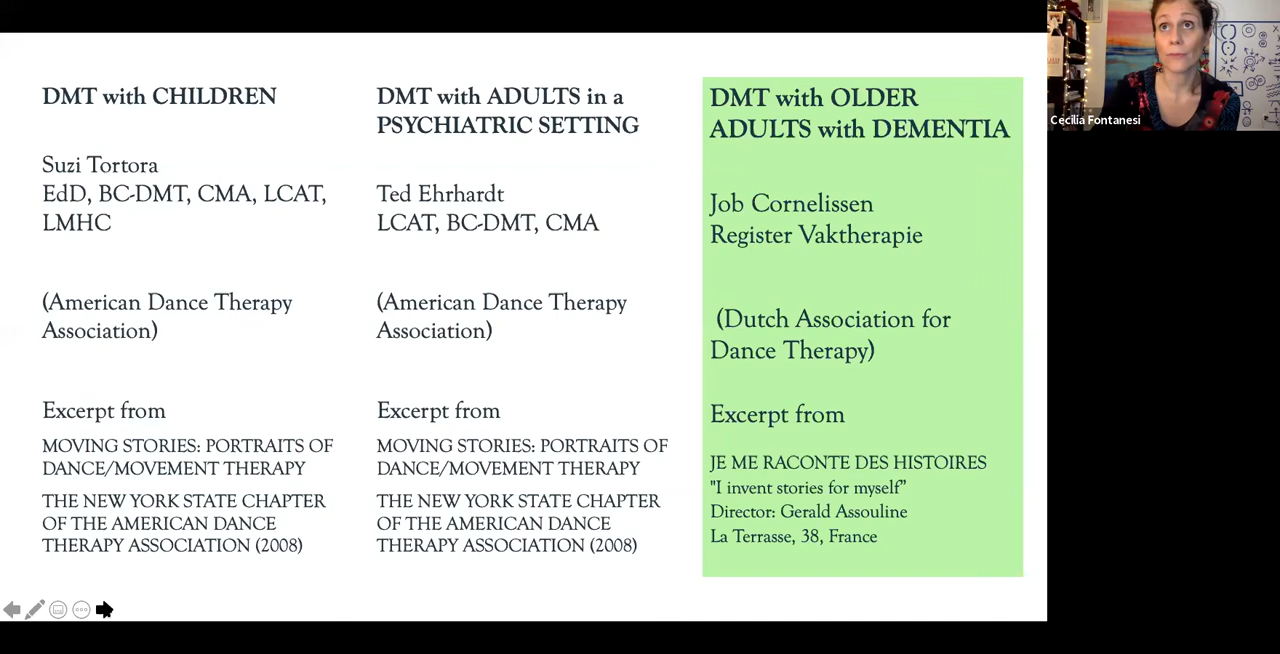 DMT with CHILDREN
Suzi Tortora
EdD, BC-DMT, CMA, LCAT,
LMHC
(American Dance Therapy
Association)
Excerpt from
MOVING STORIES: PORTRAITS OF
DANCE/MOVEMENT THERAPY
THE NEW YORK STATE CHAPTER
OF THE AMERICAN DANCE
THERAPY ASSOCIATION (2008)
DMT with ADULTS in a
PSYCHIATRIC SETTING
Ted Ehrhardt
LCAT, BC-DMT, CMA
(American Dance Therapy
Association)
Excerpt from
MOVING STORIES: PORTRAITS OF
DANCE/MOVEMENT THERAPY
THE NEW YORK STATE CHAPTER
OF THE AMERICAN DANCE
THERAPY ASSOCIATION (2008)
DMT with OLDER
ADULTS with DEMENTIA
Job Cornelissen
Register Vaktherapie
(Dutch Association for
Dance Therapy)
Excerpt from
JE ME RACONTE DES HISTOIRES
"I invent stories for myself”
Director: Gerald Assouline
La Terrasse, 38, France
Cecilia Fontanesi